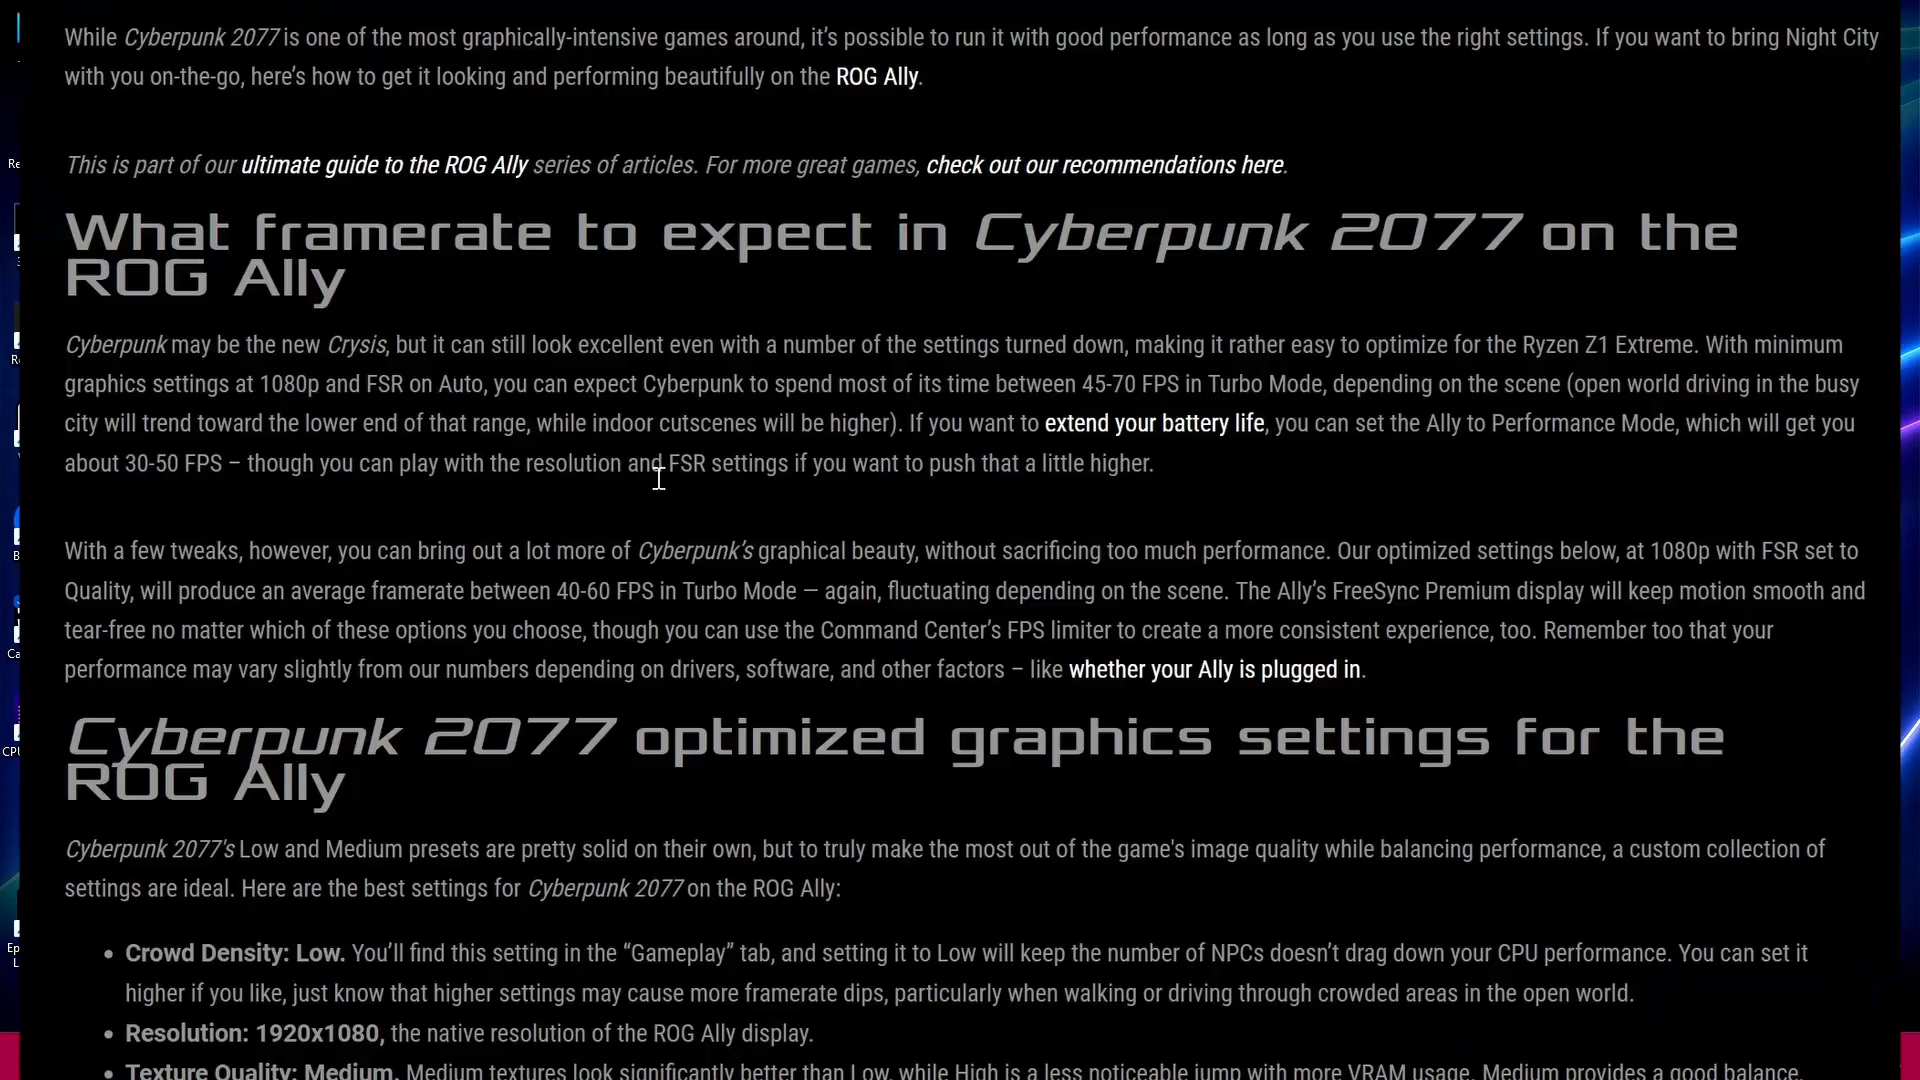 While Cyberpunk 2077 is one of the most graphically-intensive games around, it’s possible to run it with good performance as long as you use the right settings. If you want to bring Night City
with you on-the-go, here’s how to get it looking and performing beautifully on the ROG Ally.
This is part of our ultimate guide to the ROG Ally series of articles. For more great games, check out our recommendations here.
What framerate to expect in Cyberpunk 2077 on the
ROG Ally
Cyberpunk may be the new Crysis, but it can still look excellent even with a number of the settings turned down, making it rather easy to optimize for the Ryzen Z1 Extreme. With minimum
graphics settings at 1080p and FSR on Auto, you can expect Cyberpunk to spend most of its time between 45-70 FPS in Turbo Mode, depending on the scene (open world driving in the busy
city will trend toward the lower end of that range, while indoor cutscenes will be higher). If you want to extend your battery life, you can set the Ally to Performance Mode, which will get you
about 30-50 FPS – though you can play with the resolution and FSR settings if you want to push that a little higher.
With a few tweaks, however, you can bring out a lot more of Cyberpunk’s graphical beauty, without sacrificing too much performance. Our optimized settings below, at 1080p with FSR set to
Quality, will produce an average framerate between 40-60 FPS in Turbo Mode — again, fluctuating depending on the scene. The Ally’s FreeSync Premium display will keep motion smooth and
tear-free no matter which of these options you choose, though you can use the Command Center’s FPS limiter to create a more consistent experience, too. Remember too that your
performance may vary slightly from our numbers depending on drivers, software, and other factors – like whether your Ally is plugged in.
Cyberpunk 2077 optimized graphics settings for the
ROG Ally
Cyberpunk 2077's Low and Medium presets are pretty solid on their own, but to truly make the most out of the game's image quality while balancing performance, a custom collection of
settings are ideal. Here are the best settings for Cyberpunk 2077 on the ROG Ally:
• Crowd Density: Low. You’ll find this setting in the “Gameplay” tab, and setting it to Low will keep the number of NPCs doesn’t drag down your CPU performance. You can set it
higher if you like, just know that higher settings may cause more framerate dips, particularly when walking or driving through crowded areas in the open world.
• Resolution: 1920x1080, the native resolution of the ROG Ally display.
• Texture Quality: Medium. Medium textures look significantly better than Low, while High is a less noticeable jump with more VRAM usage. Medium provides a good balance.